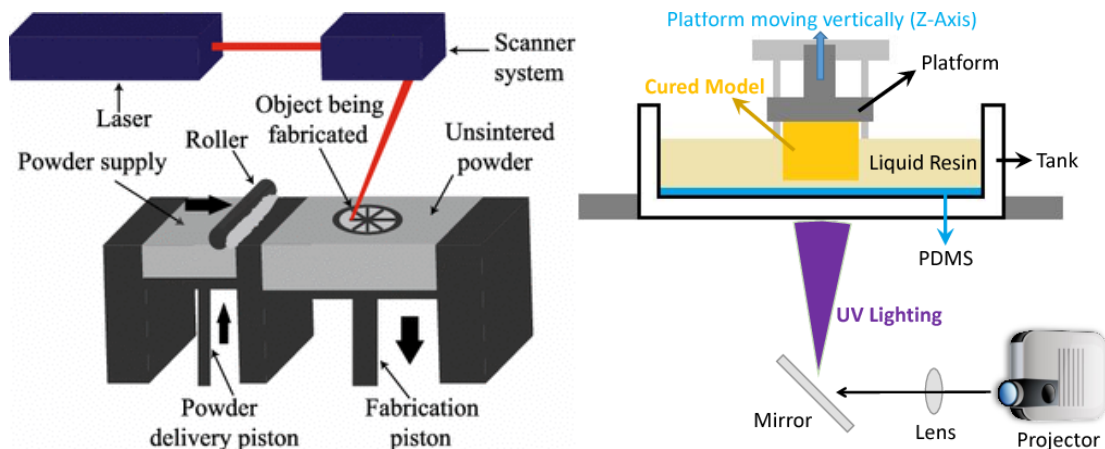 Laser
Scanner
system
Object being
fabricated
Roller
Unsintered
powder
Powder supply
Powder
delivery piston
Fabrication
piston
Platform moving vertically (Z-Axis)
Platform
Cured Model
Liquid Resin
Tank
PDMS
UV Lighting
Mirror
Lens
Projector